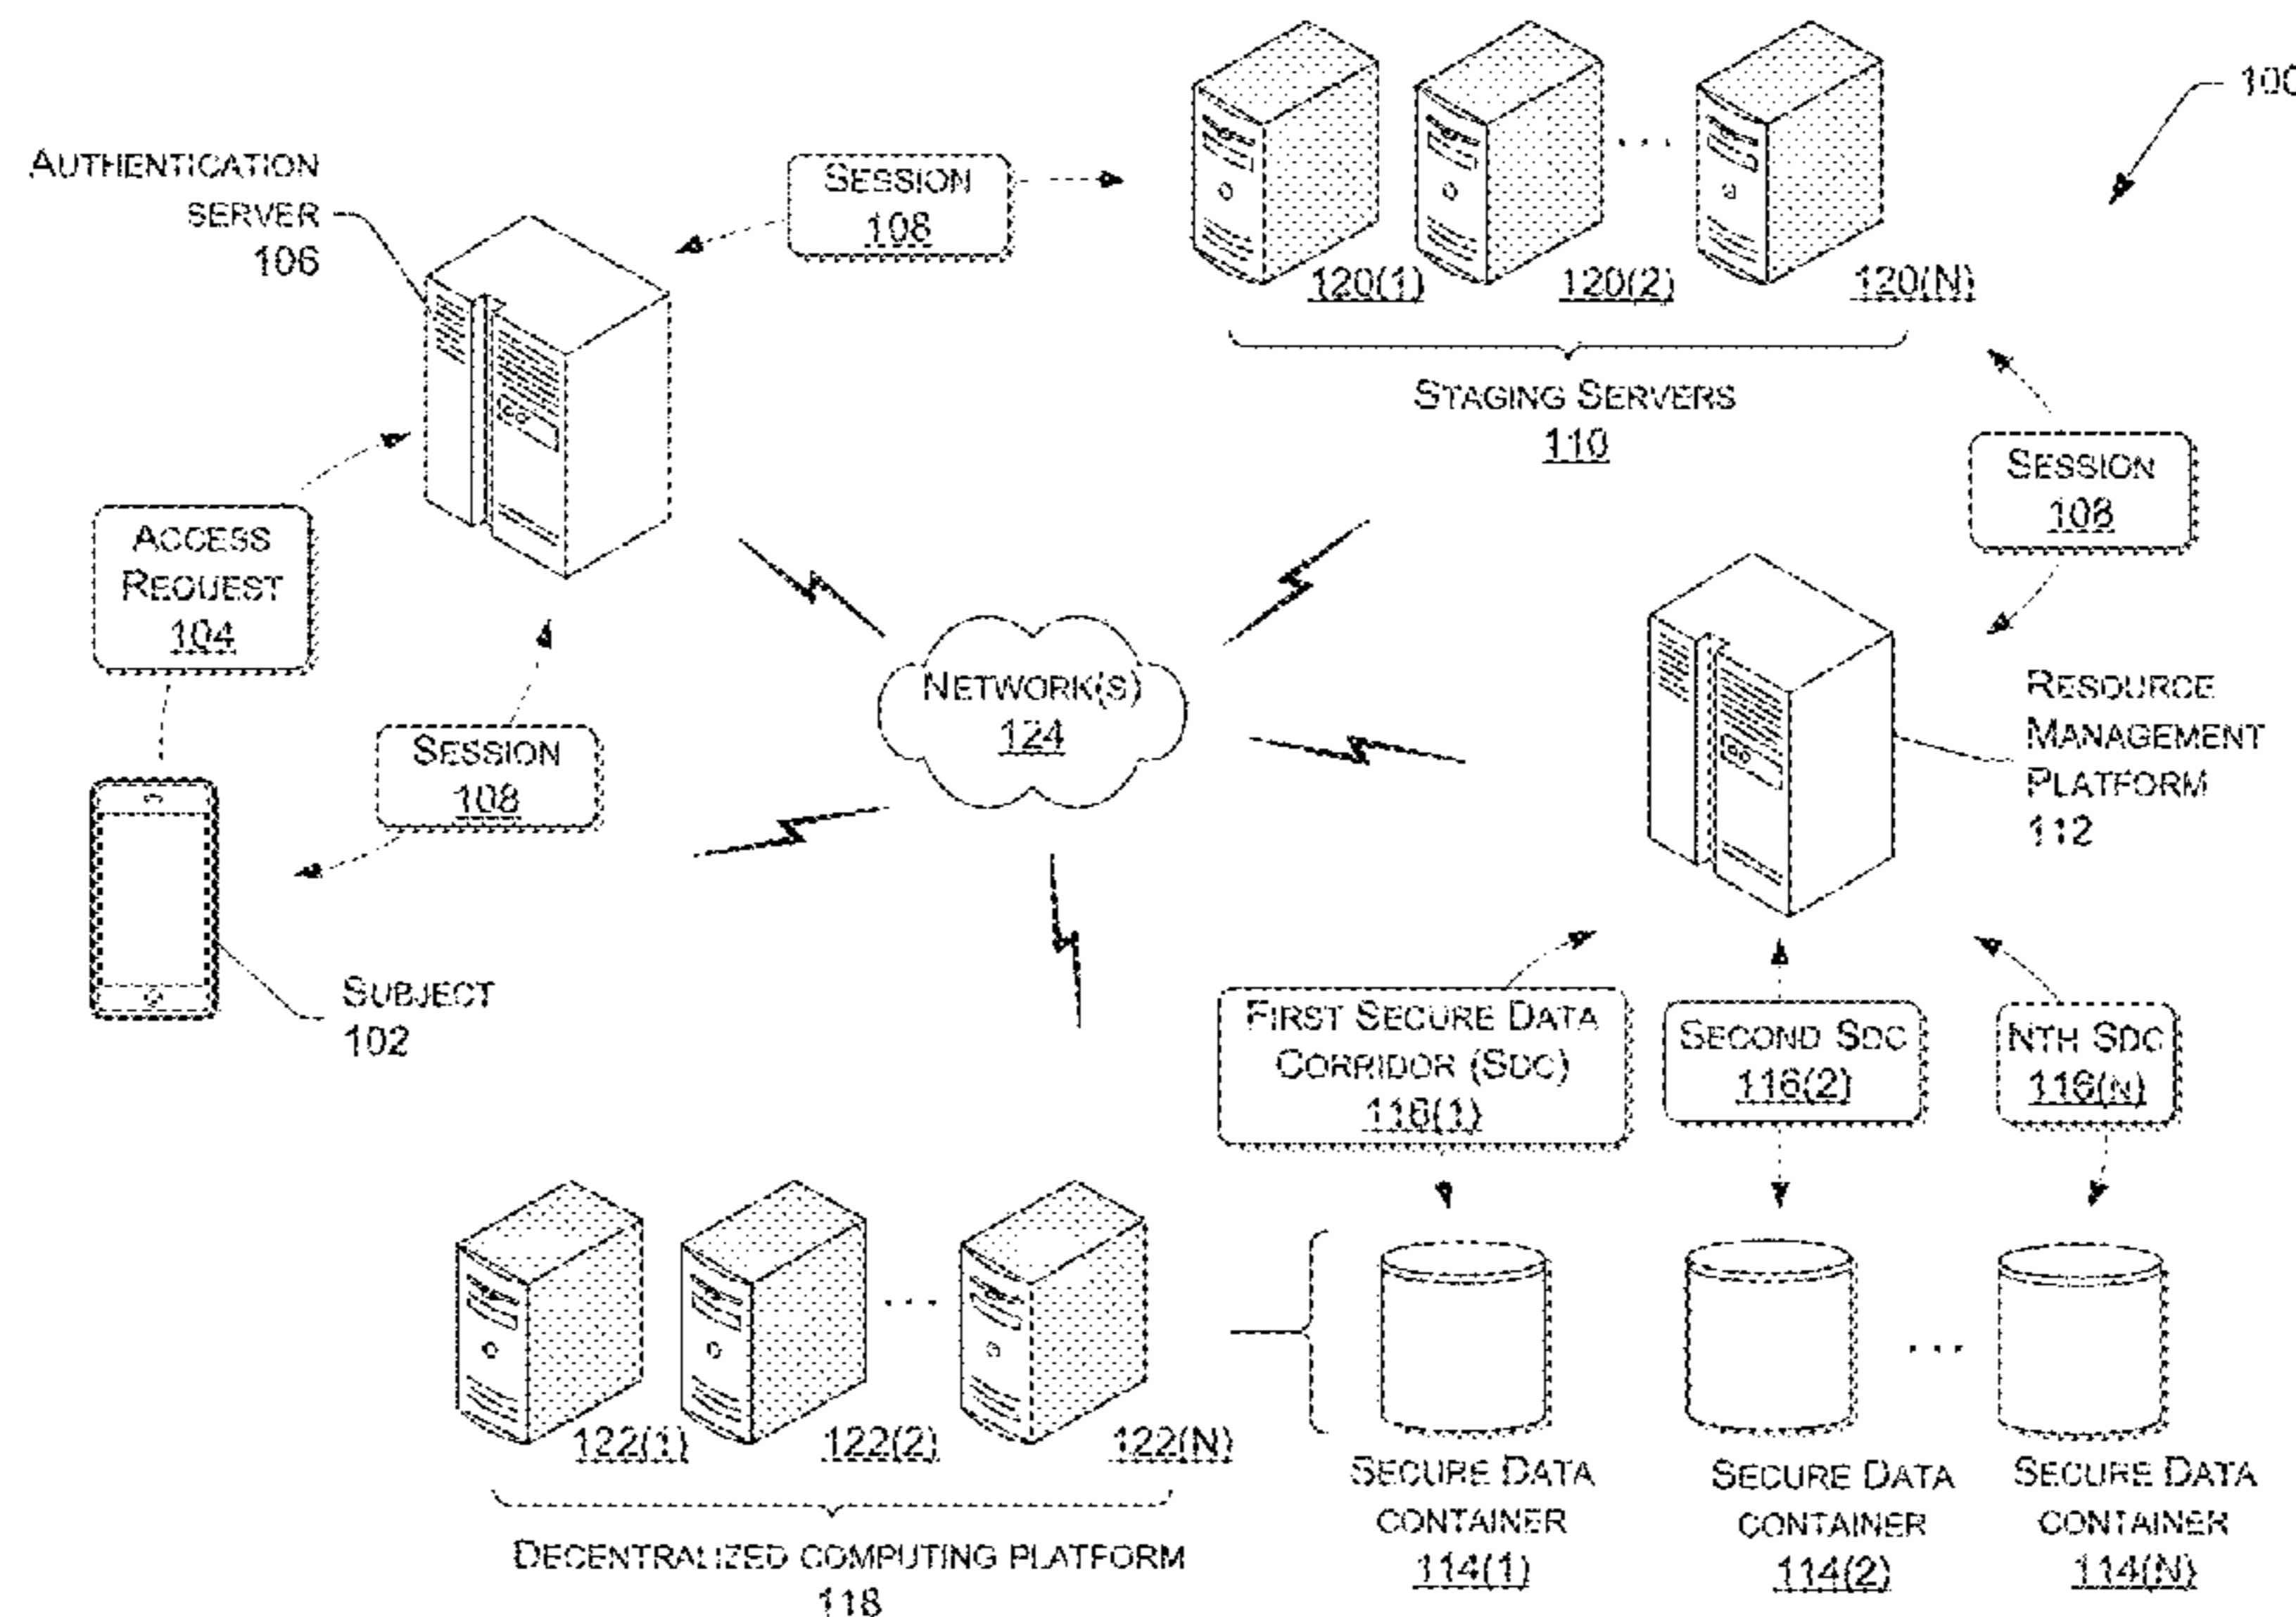 100
AUTHENTICATION
SERVER
106
SESSION
108
120(1)
120(2)
120(N)
STAGING SERVERS
110
SESSION
108
ACCESS
REQUEST
104
NETWORK(S)
124
RESOURCE
MANAGEMENT
PLATFORM
112
SESSION
108
SUBJECT
102
FIRST SECURE DATA
CORRIDOR (SDC)
116(1)
SECOND SDC
116(2)
NTH SDC
116(N)
122(1)
122(2)
122(N)
DECENTRALIZED COMPUTING PLATFORM
118
SECURE DATA
CONTAINER
114(1)
SECURE DATA
CONTAINER
114(2)
SECURE DATA
CONTAINER
114(N)